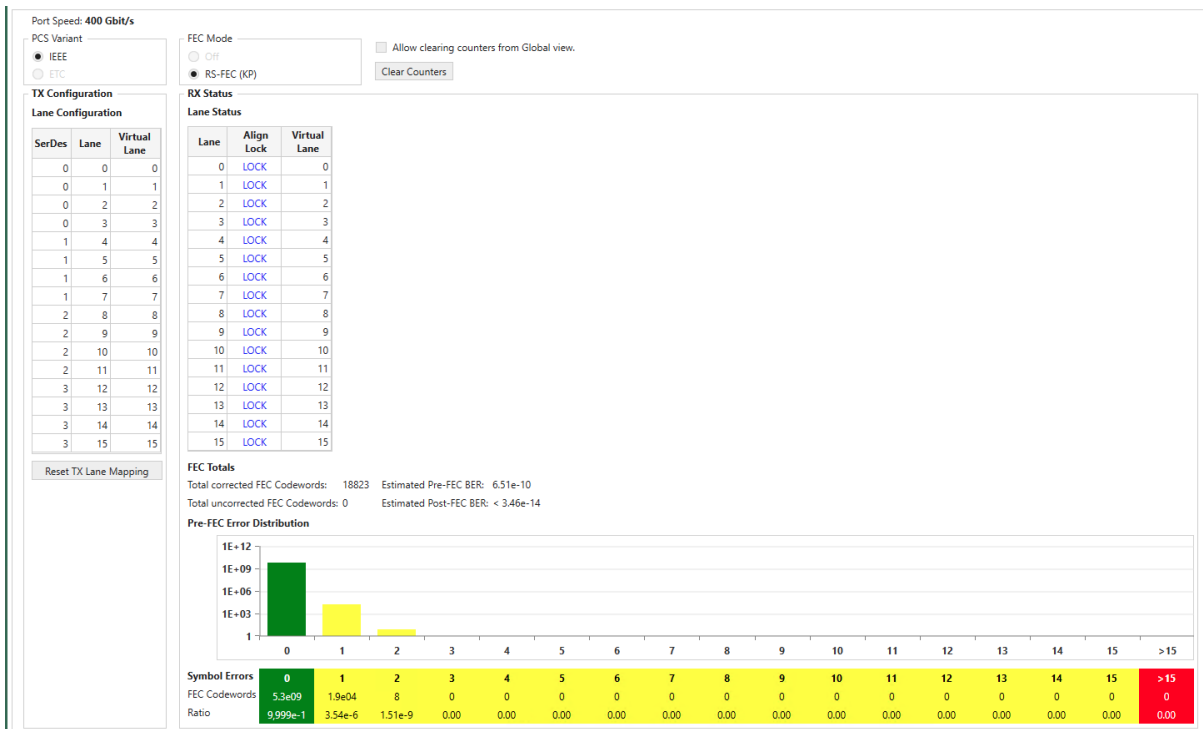 Port Speed: 400 Gbit/s
PCS Variant
IEEE
ETC
FEC Mode
Off
RS-FEC (KP)
Allow clearing counters from Global view.
Clear Counters
TX Configuration
Lane Configuration
SerDes Lane Virtual Lane
0 0 0
0 1 1
0 2 2
0 3 3
1 4 4
1 5 5
1 6 6
1 7 7
2 8 8
2 9 9
2 10 10
2 11 11
3 12 12
3 13 13
3 14 14
3 15 15
Reset TX Lane Mapping
RX Status
Lane Status
Lane Align Lock Virtual Lane
0 LOCK 0
1 LOCK 1
2 LOCK 2
3 LOCK 3
4 LOCK 4
5 LOCK 5
6 LOCK 6
7 LOCK 7
8 LOCK 8
9 LOCK 9
10 LOCK 10
11 LOCK 11
12 LOCK 12
13 LOCK 13
14 LOCK 14
15 LOCK 15
FEC Totals
Total corrected FEC Codewords: 18823 Estimated Pre-FEC BER: 6.51e-10
Total uncorrected FEC Codewords: 0 Estimated Post-FEC BER: < 3.46e-14
Pre-FEC Error Distribution
1E+12
1E+09
1E+06
1E+03
1
0 1 2 3 4 5 6 7 8 9 10 11 12 13 14 15 >15
Symbol Errors 0 1 2 3 4 5 6 7 8 9 10 11 12 13 14 15 >15
FEC Codewords 5.3e09 1.9e04 8 0 0 0 0 0 0 0 0 0 0 0 0 0 0
Ratio 9,999e-1 3.54e-6 1.51e-9 0.00 0.00 0.00 0.00 0.00 0.00 0.00 0.00 0.00 0.00 0.00 0.00 0.00 0.00